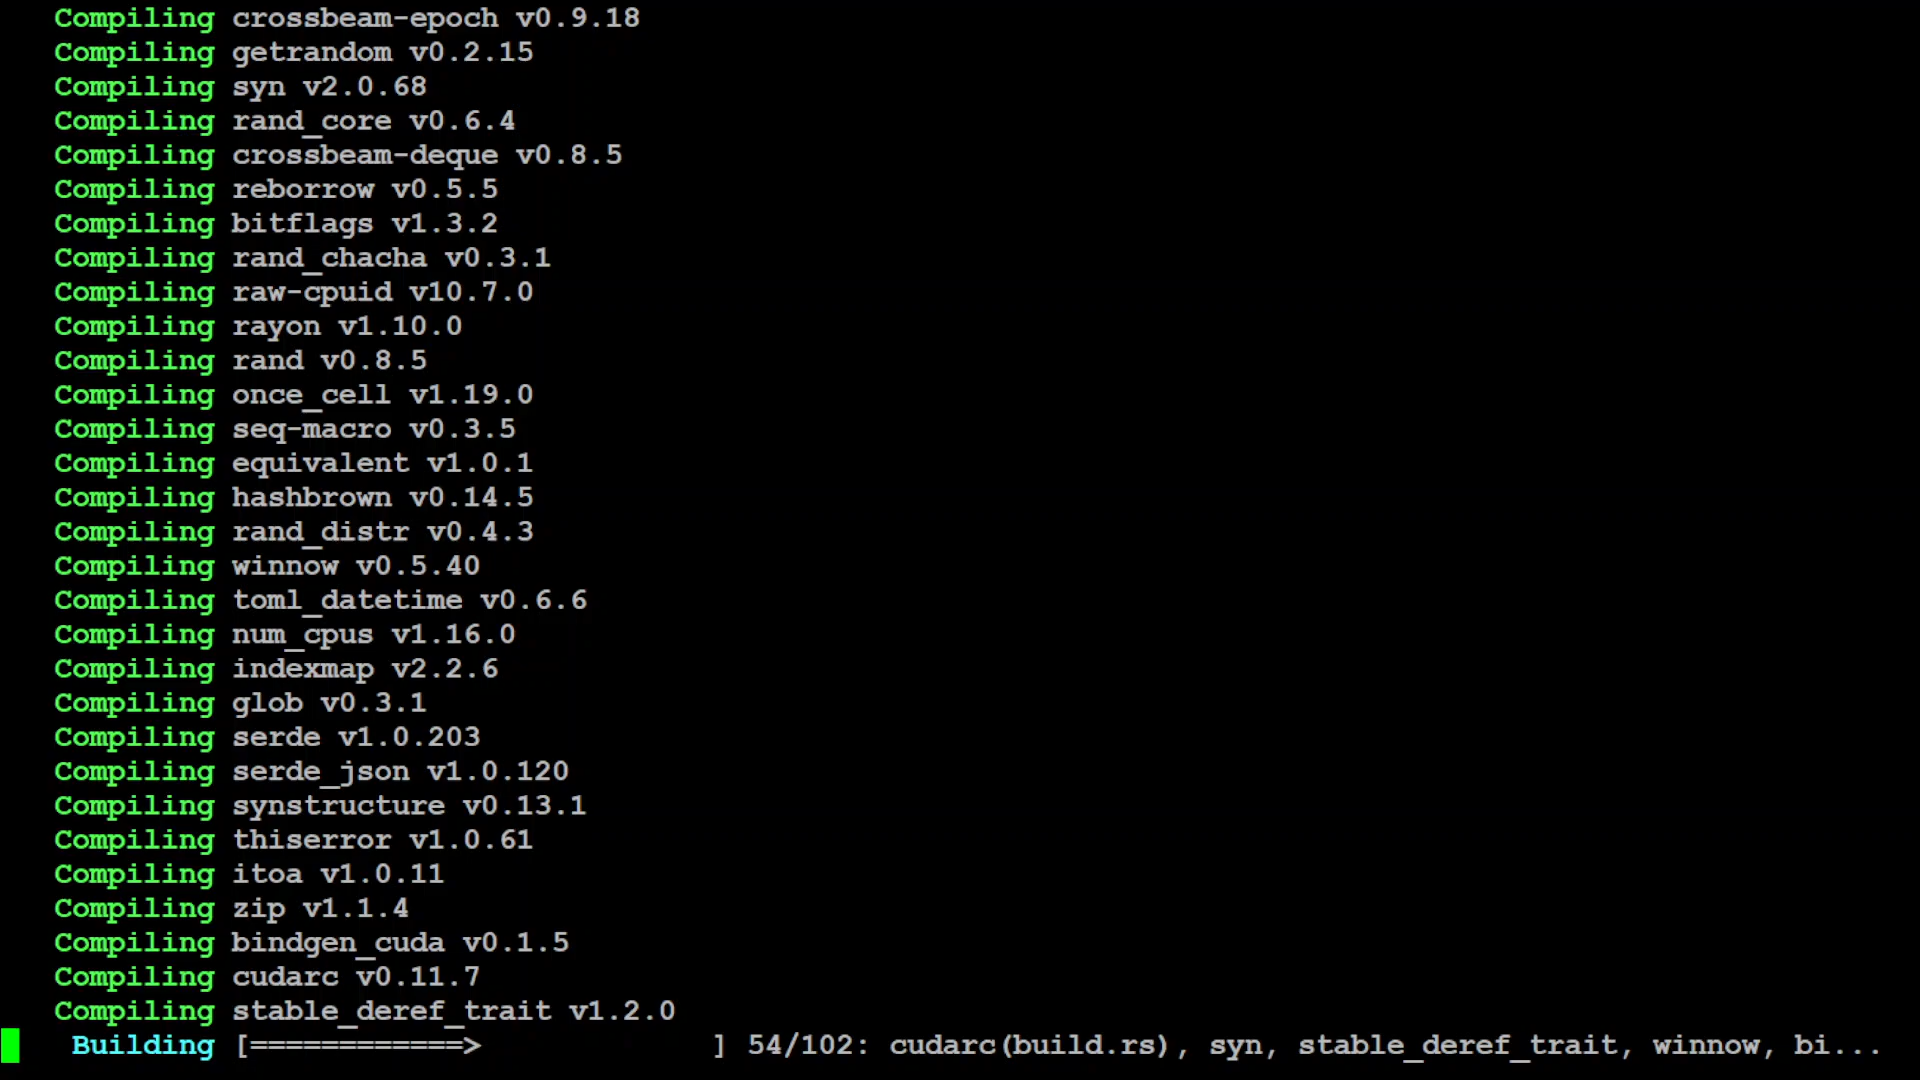 Compiling crossbeam-epoch v0.9.18
Compiling getrandom v0.2.15
Compiling syn v2.0.68
Compiling rand_core v0.6.4
Compiling crossbeam-deque v0.8.5
Compiling reborrow v0.5.5
Compiling bitflags v1.3.2
Compiling rand_chacha v0.3.1
Compiling raw-cpuid v10.7.0
Compiling rayon v1.10.0
Compiling rand v0.8.5
Compiling once_cell v1.19.0
Compiling seq-macro v0.3.5
Compiling equivalent v1.0.1
Compiling hashbrown v0.14.5
Compiling rand_distr v0.4.3
Compiling winnow v0.5.40
Compiling toml_datetime v0.6.6
Compiling num_cpus v1.16.0
Compiling indexmap v2.2.6
Compiling glob v0.3.1
Compiling serde v1.0.203
Compiling serde_json v1.0.120
Compiling synstructure v0.13.1
Compiling thiserror v1.0.61
Compiling itoa v1.0.11
Compiling zip v1.1.4
Compiling bindgen_cuda v0.1.5
Compiling cudarc v0.11.7
Compiling stable_deref_trait v1.2.0
Building [============>             ] 54/102: cudarc(build.rs), syn, stable_deref_trait, winnow, bi...